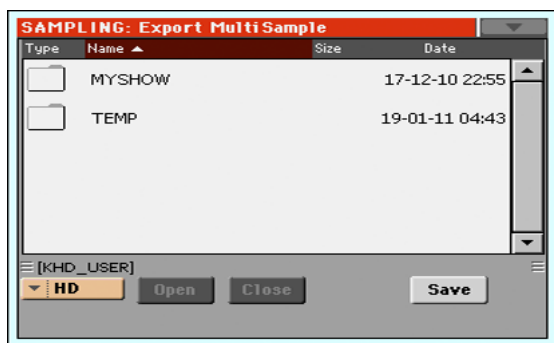 SAMPLING: Export MultiSample
Type Name Size Date
MYSHOW 17-12-10 22:55
TEMP 19-01-11 04:43
[KHD_USER]
HD Open Close Save